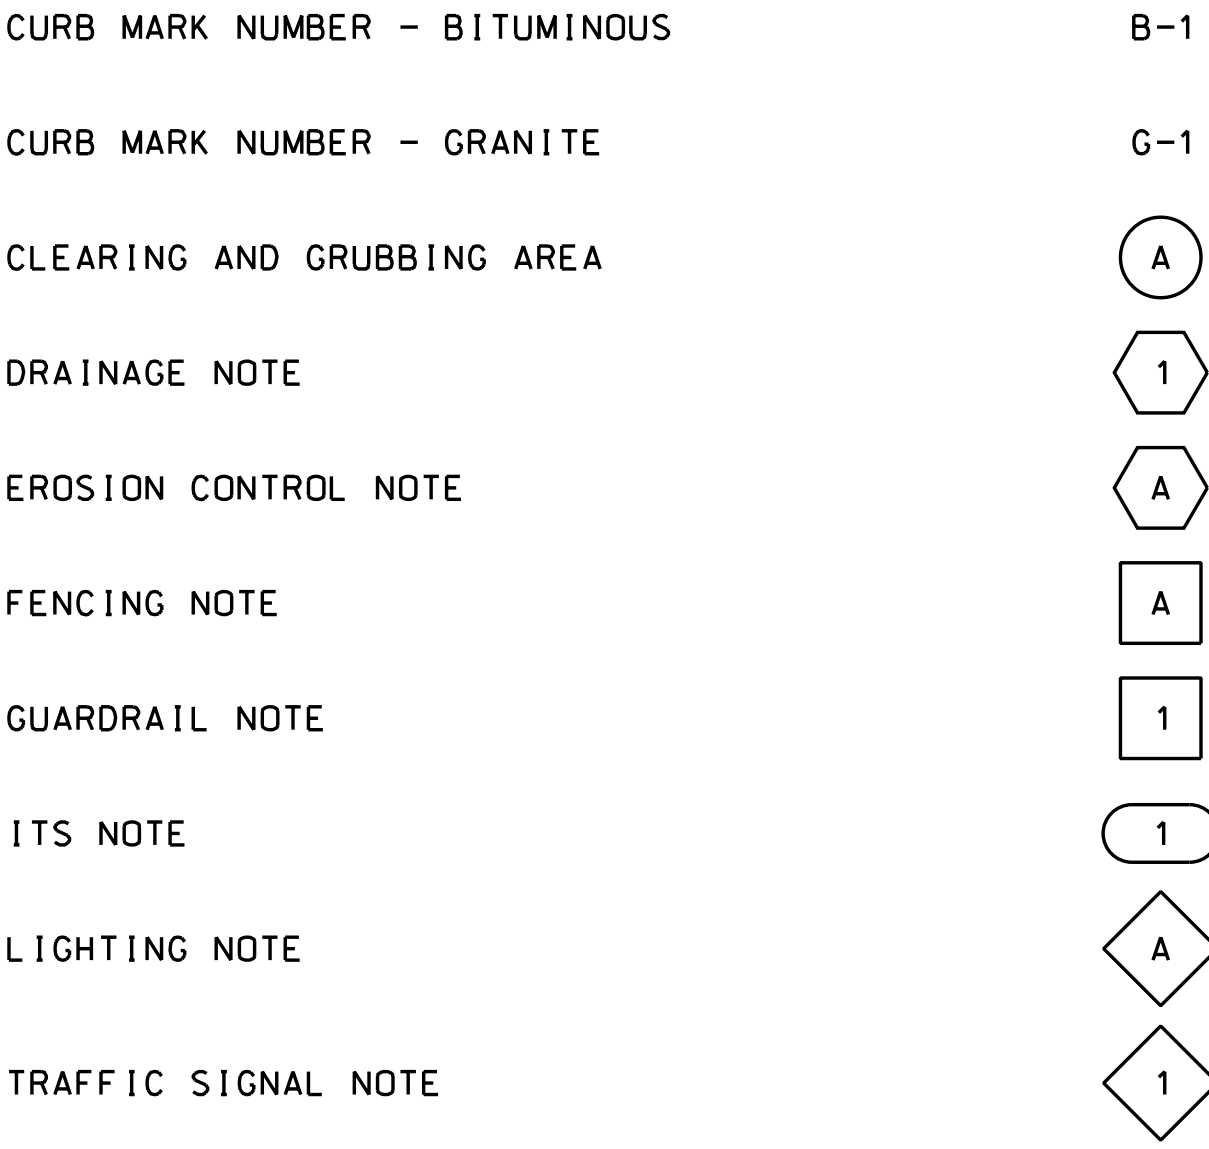 CURB MARK NUMBER - BITUMINOUS B-1
CURB MARK NUMBER - GRANITE G-1
CLEARING AND GRUBBING AREA A
DRAINAGE NOTE 1
EROSION CONTROL NOTE A
FENCING NOTE A
GUARDRAIL NOTE 1
ITS NOTE 1
LIGHTING NOTE A
TRAFFIC SIGNAL NOTE 1